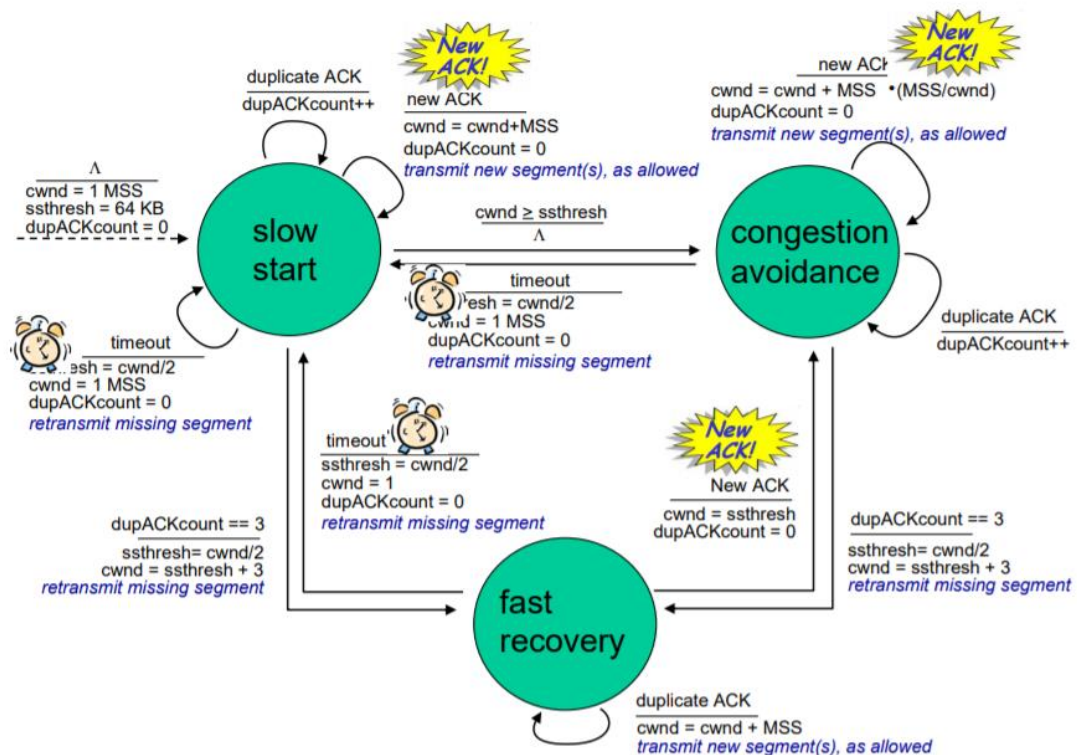 New
ACK!
duplicate ACK
dupACKcount++
new ACK
cwnd = cwnd+MSS
dupACKcount = 0
transmit new segment(s), as allowed
New
ACK!
new
cwnd = cwnd + MSS •(MSS/cwnd)
dupACKcount = 0
transmit new segment(s), as allowed
Λ
cwnd = 1 MSS
ssthresh = 64 KB
dupACKcount = 0
slow
start
cwnd ≥ ssthresh
Λ
congestion
avoidance
timeout
= cwnd/2
cwnd = 1 MSS
dupACKcount = 0
retransmit missing segment
duplicate ACK
dupACKcount++
timeout
= cwnd/2
cwnd = 1 MSS
dupACKcount = 0
retransmit missing segment
timeout
ssthresh = cwnd/2
cwnd = 1
dupACKcount = 0
retransmit missing segment
New
ACK!
New ACK
cwnd = ssthresh
dupACKcount = 0
dupACKcount == 3
ssthresh= cwnd/2
cwnd = ssthresh + 3
retransmit missing segment
dupACKcount == 3
ssthresh= cwnd/2
cwnd = ssthresh + 3
retransmit missing segment
fast
recovery
duplicate ACK
cwnd = cwnd + MSS
transmit new segment(s), as allowed